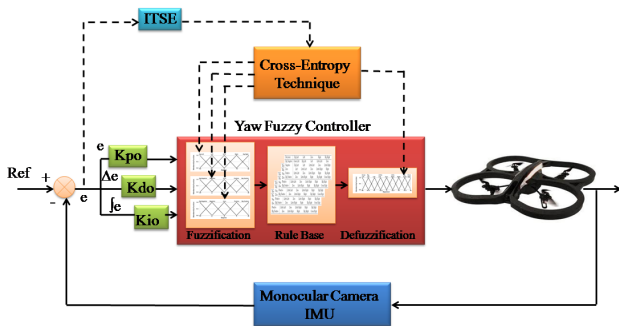 ITSE
Cross-Entropy
Technique
Yaw Fuzzy Controller
Ref
+
-
e
e
Kpo
Δe
Kdo
∫e
Kio
Fuzzification
Rule Base
Defuzzification
Monocular Camera
IMU